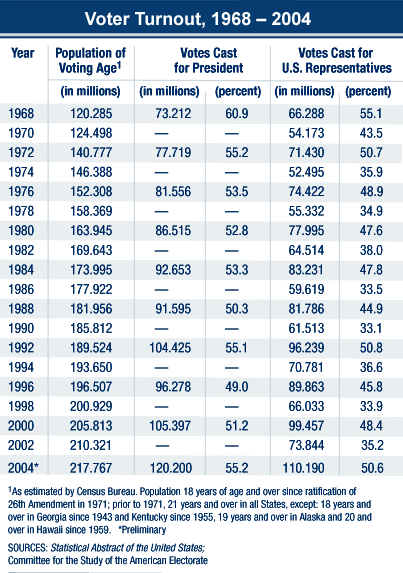 Voter Turnout, 1968 – 2004
Year Population of Voting Age¹ Votes Cast for President Votes Cast for U.S. Representatives
(in millions) (in millions) (percent) (in millions) (percent)
1968 120.285 73.212 60.9 66.288 55.1
1970 124.498 — — 54.173 43.5
1972 140.777 77.719 55.2 71.430 50.7
1974 146.388 — — 52.495 35.9
1976 152.308 81.556 53.5 74.422 48.9
1978 158.369 — — 55.332 34.9
1980 163.945 86.515 52.8 77.995 47.6
1982 169.643 — — 64.514 38.0
1984 173.995 92.653 53.3 83.231 47.8
1986 177.922 — — 59.619 33.5
1988 181.956 91.595 50.3 81.786 44.9
1990 185.812 — — 61.513 33.1
1992 189.524 104.425 55.1 96.239 50.8
1994 193.650 — — 70.781 36.6
1996 196.507 96.278 49.0 89.863 45.8
1998 200.929 — — 66.033 33.9
2000 205.813 105.397 51.2 99.457 48.4
2002 210.321 — — 73.844 35.2
2004* 217.767 120.200 55.2 110.190 50.6
¹As estimated by Census Bureau. Population 18 years of age and over since ratification of
26th Amendment in 1971; prior to 1971, 21 years and over in all States, except: 18 years and
over in Georgia since 1943 and Kentucky since 1955, 19 years and over in Alaska and 20 and
over in Hawaii since 1959. *Preliminary
SOURCES: Statistical Abstract of the United States;
Committee for the Study of the American Electorate